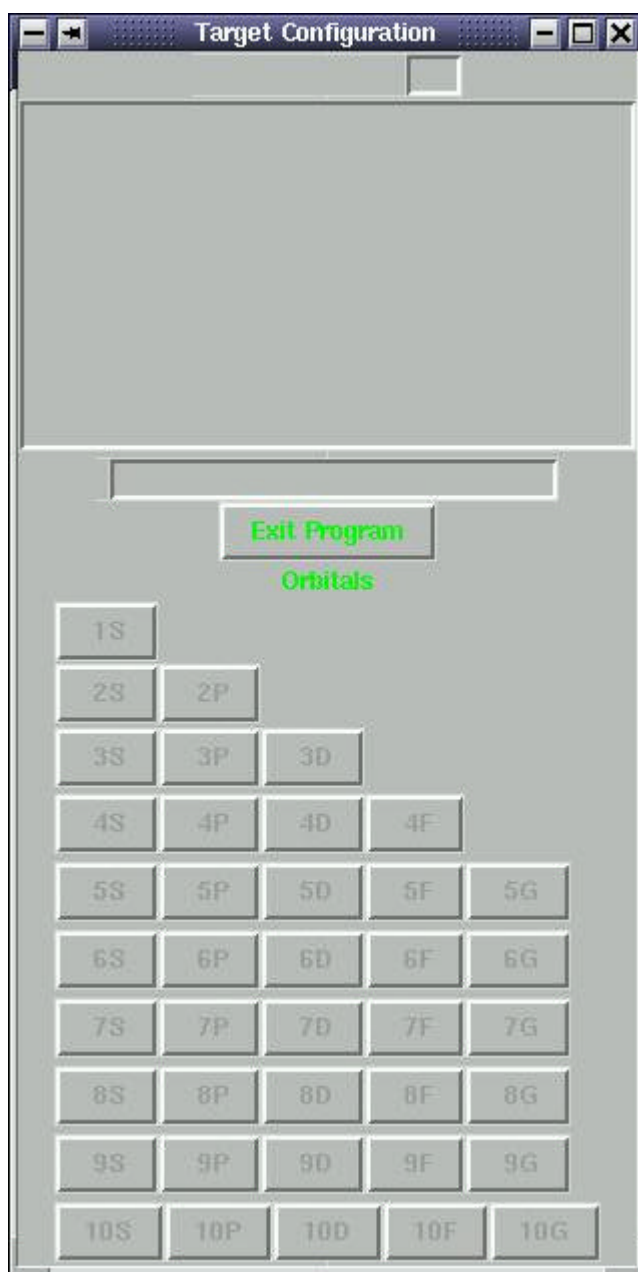 Target Configuration
Exit Program
Orbitals
1S
2S 2P
3S 3P 3D
4S 4P 4D 4F
5S 5P 5D 5F 5G
6S 6P 6D 6F 6G
7S 7P 7D 7F 7G
8S 8P 8D 8F 8G
9S 9P 9D 9F 9G
10S 10P 10D 10F 10G